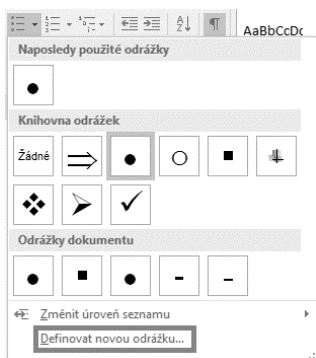 AaBbCcDc
Naposledy použité odrážky
Knihovna odrážek
Žádné
Odrážky dokumentu
Změnit úroveň seznamu
Definovat novou odrážku...